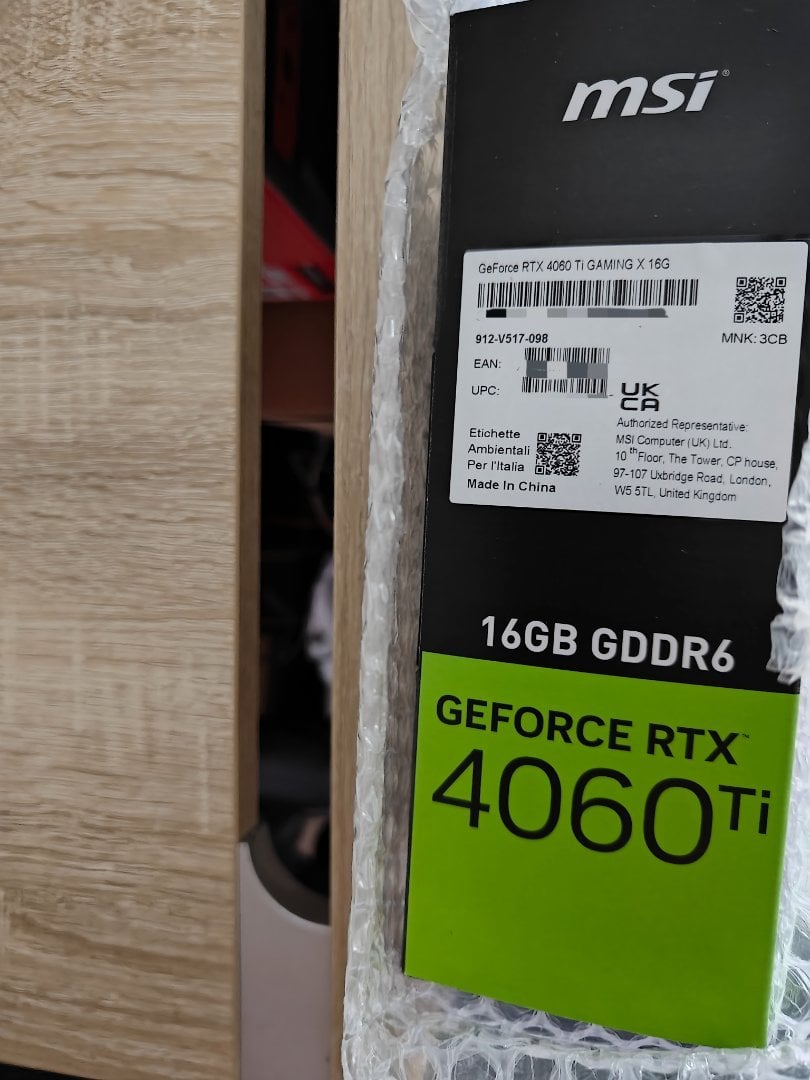 msi
GeForce RTX 4060 Ti GAMING X 16G
912-V517-098
MNK: 3CB
EAN:
UPC:
UK
CA
Etichette
Ambientali
Per l'Italia
Made In China
Authorized Representative:
MSI Computer (UK) Ltd.
10 th Floor, The Tower, CP house,
97-107 Uxbridge Road, London,
W5 5TL, United Kingdom
16GB GDDR6
GEFORCE RTX™
4060 Ti